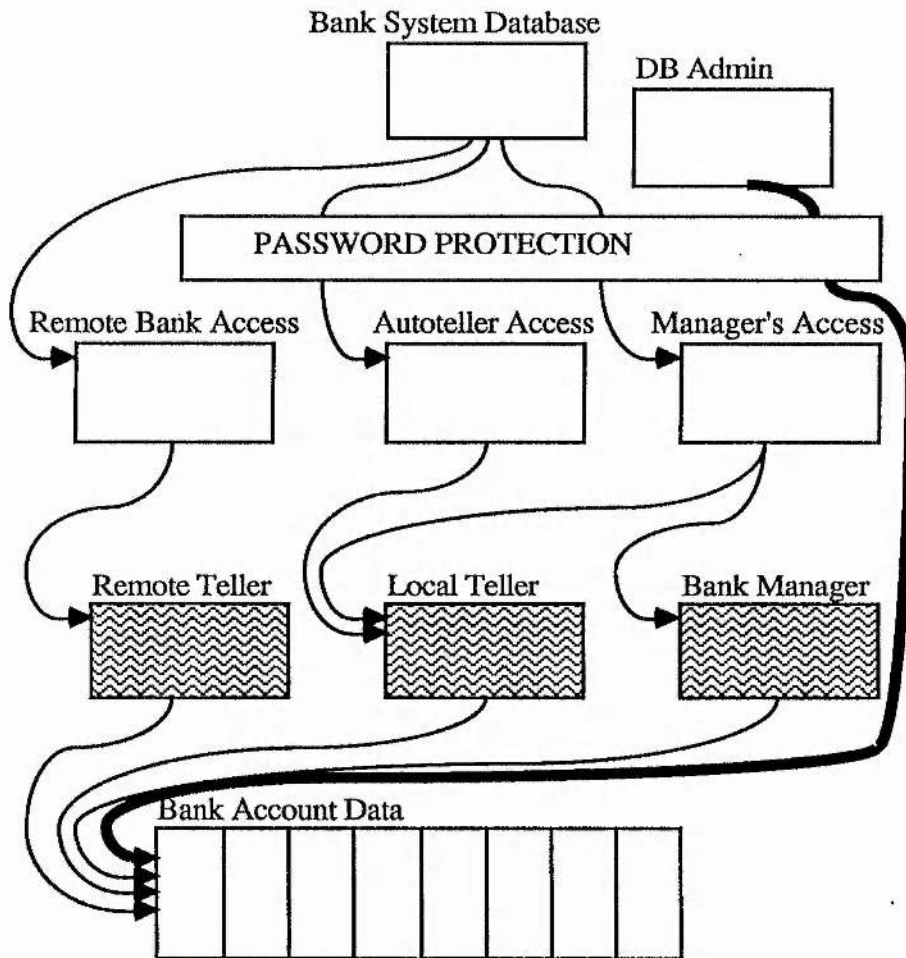 Bank System Database
DB Admin
PASSWORD PROTECTION
Remote Bank Access
Autoteller Access
Manager's Access
Remote Teller
Local Teller
Bank Manager
Bank Account Data